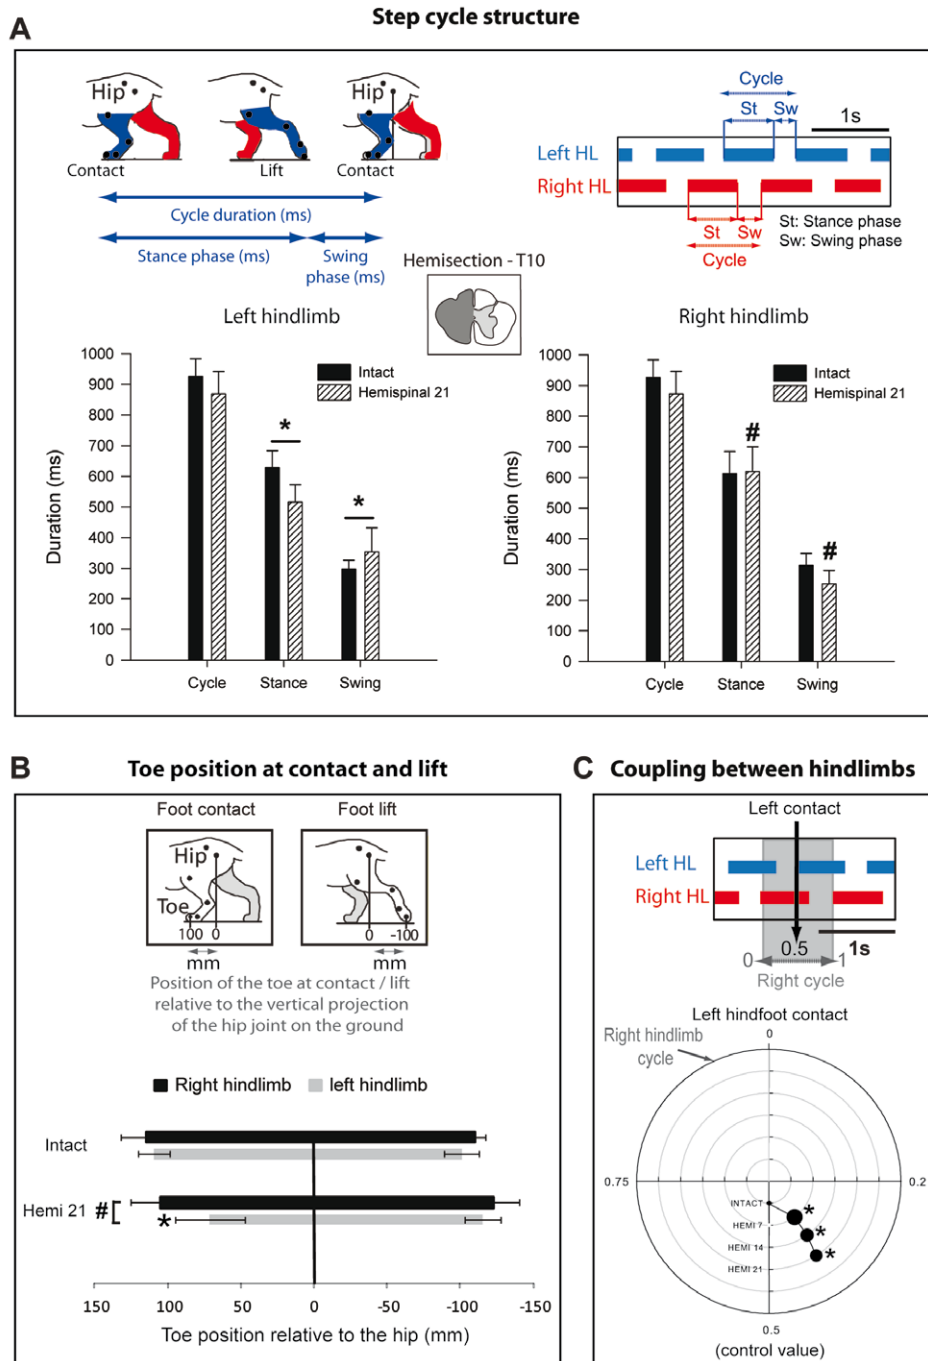 Step cycle structure
A
Hip
Hip
Contact
Lift
Contact
Cycle duration (ms)
Stance phase (ms)
Swing
phase (ms)
Cycle
St
Sw
1s
Left HL
Right HL
St
Sw
Cycle
St: Stance phase
Sw: Swing phase
Hemisection - T10
Left hindlimb
1000
900
800
700
600
500
400
300
200
100
0
Duration (ms)
Intact
Hemispinal 21
*
*
Cycle
Stance
Swing
Right hindlimb
1000
900
800
700
600
500
400
300
200
100
0
Duration (ms)
Intact
Hemispinal 21
#
#
Cycle
Stance
Swing
B
Toe position at contact and lift
Foot contact
Foot lift
Hip
Toe
100 0
0 -100
mm
mm
Position of the toe at contact / lift
relative to the vertical projection
of the hip joint on the ground
Right hindlimb
left hindlimb
Intact
Hemi 21
#
*
150 100 50 0 -50 -100 -150
Toe position relative to the hip (mm)
C
Coupling between hindlimbs
Left contact
Left HL
Right HL
0.5
1s
0
1
Right cycle
Left hindfoot contact
0
Right hindlimb
cycle
0.75
0.2
INTACT
HEMI 7
HEMI 14
HEMI 21
*
*
*
0.5
(control value)